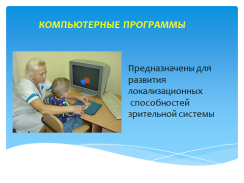 КОМПЬЮТЕРНЫЕ ПРОГРАММЫ
Предназначены для
развития
локализационных
способностей
зрительной системы